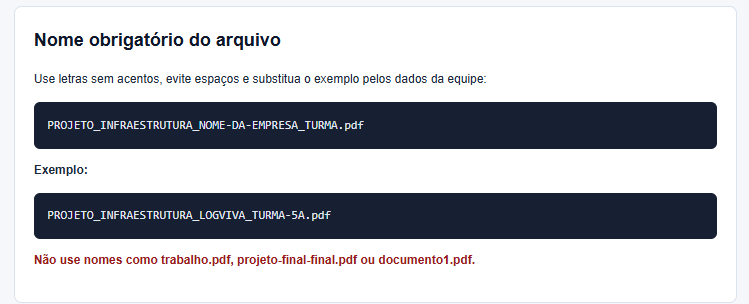 Nome obrigatório do arquivo
Use letras sem acentos, evite espaços e substitua o exemplo pelos dados da equipe:
PROJETO_INFRAESTRUTURA_NOME-DA-EMPRESA_TURMA.pdf
Exemplo:
PROJETO_INFRAESTRUTURA_LOGVIVA_TURMA-5A.pdf
Não use nomes como trabalho.pdf, projeto-final-final.pdf ou documento1.pdf.